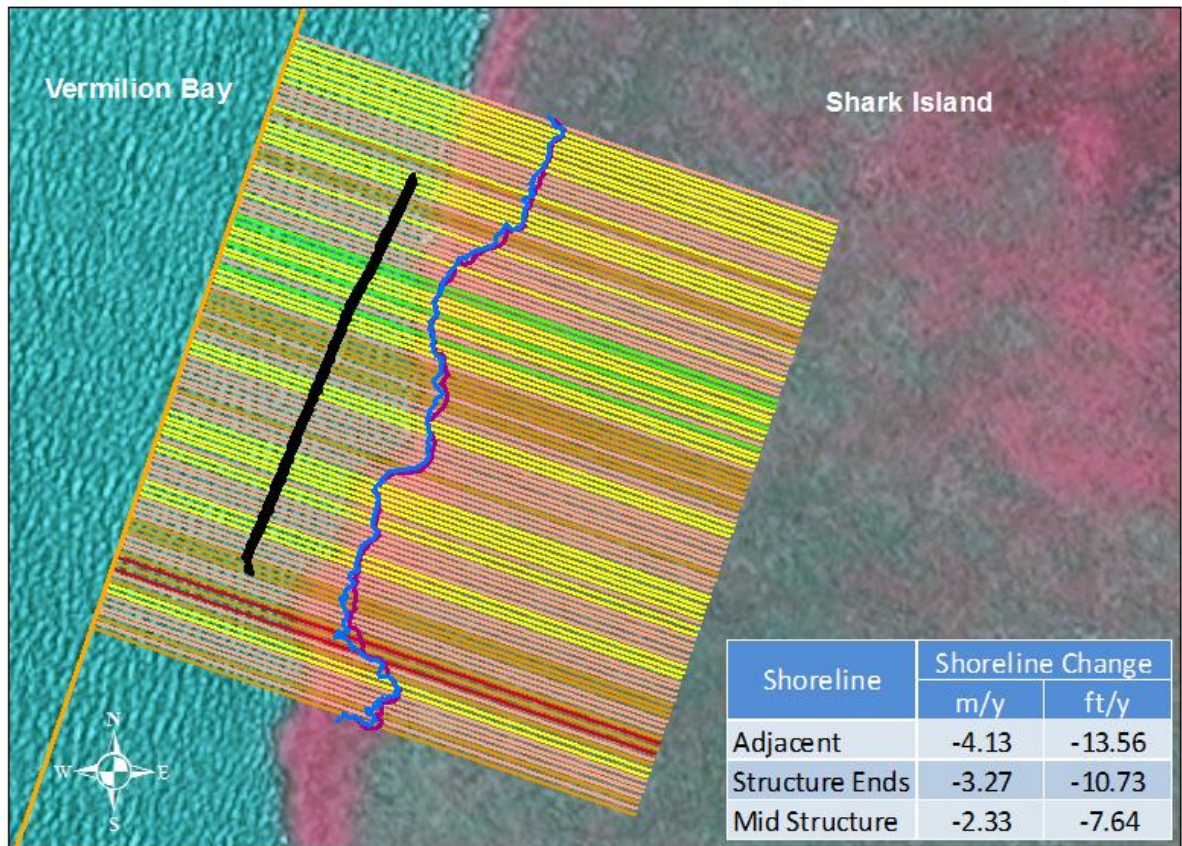 Vermilion Bay
Shark Island
N
W E
S
Shoreline Shoreline Change
m/y ft/y
Adjacent -4.13 -13.56
Structure Ends -3.27 -10.73
Mid Structure -2.33 -7.64